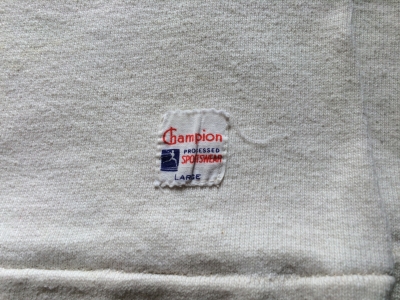 Champion
PROCESSED
SPORTSWEAR
LARGE